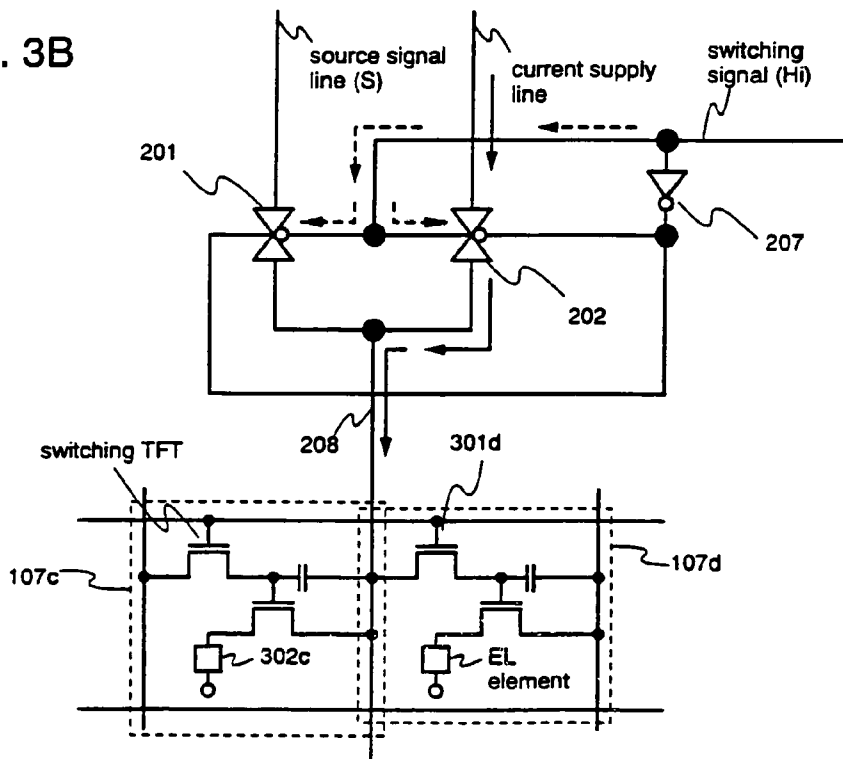 . 3B
source signal
line (S)
current supply
line
switching
signal (Hi)
201
207
202
208
switching TFT
301d
107c
107d
302c
EL
element